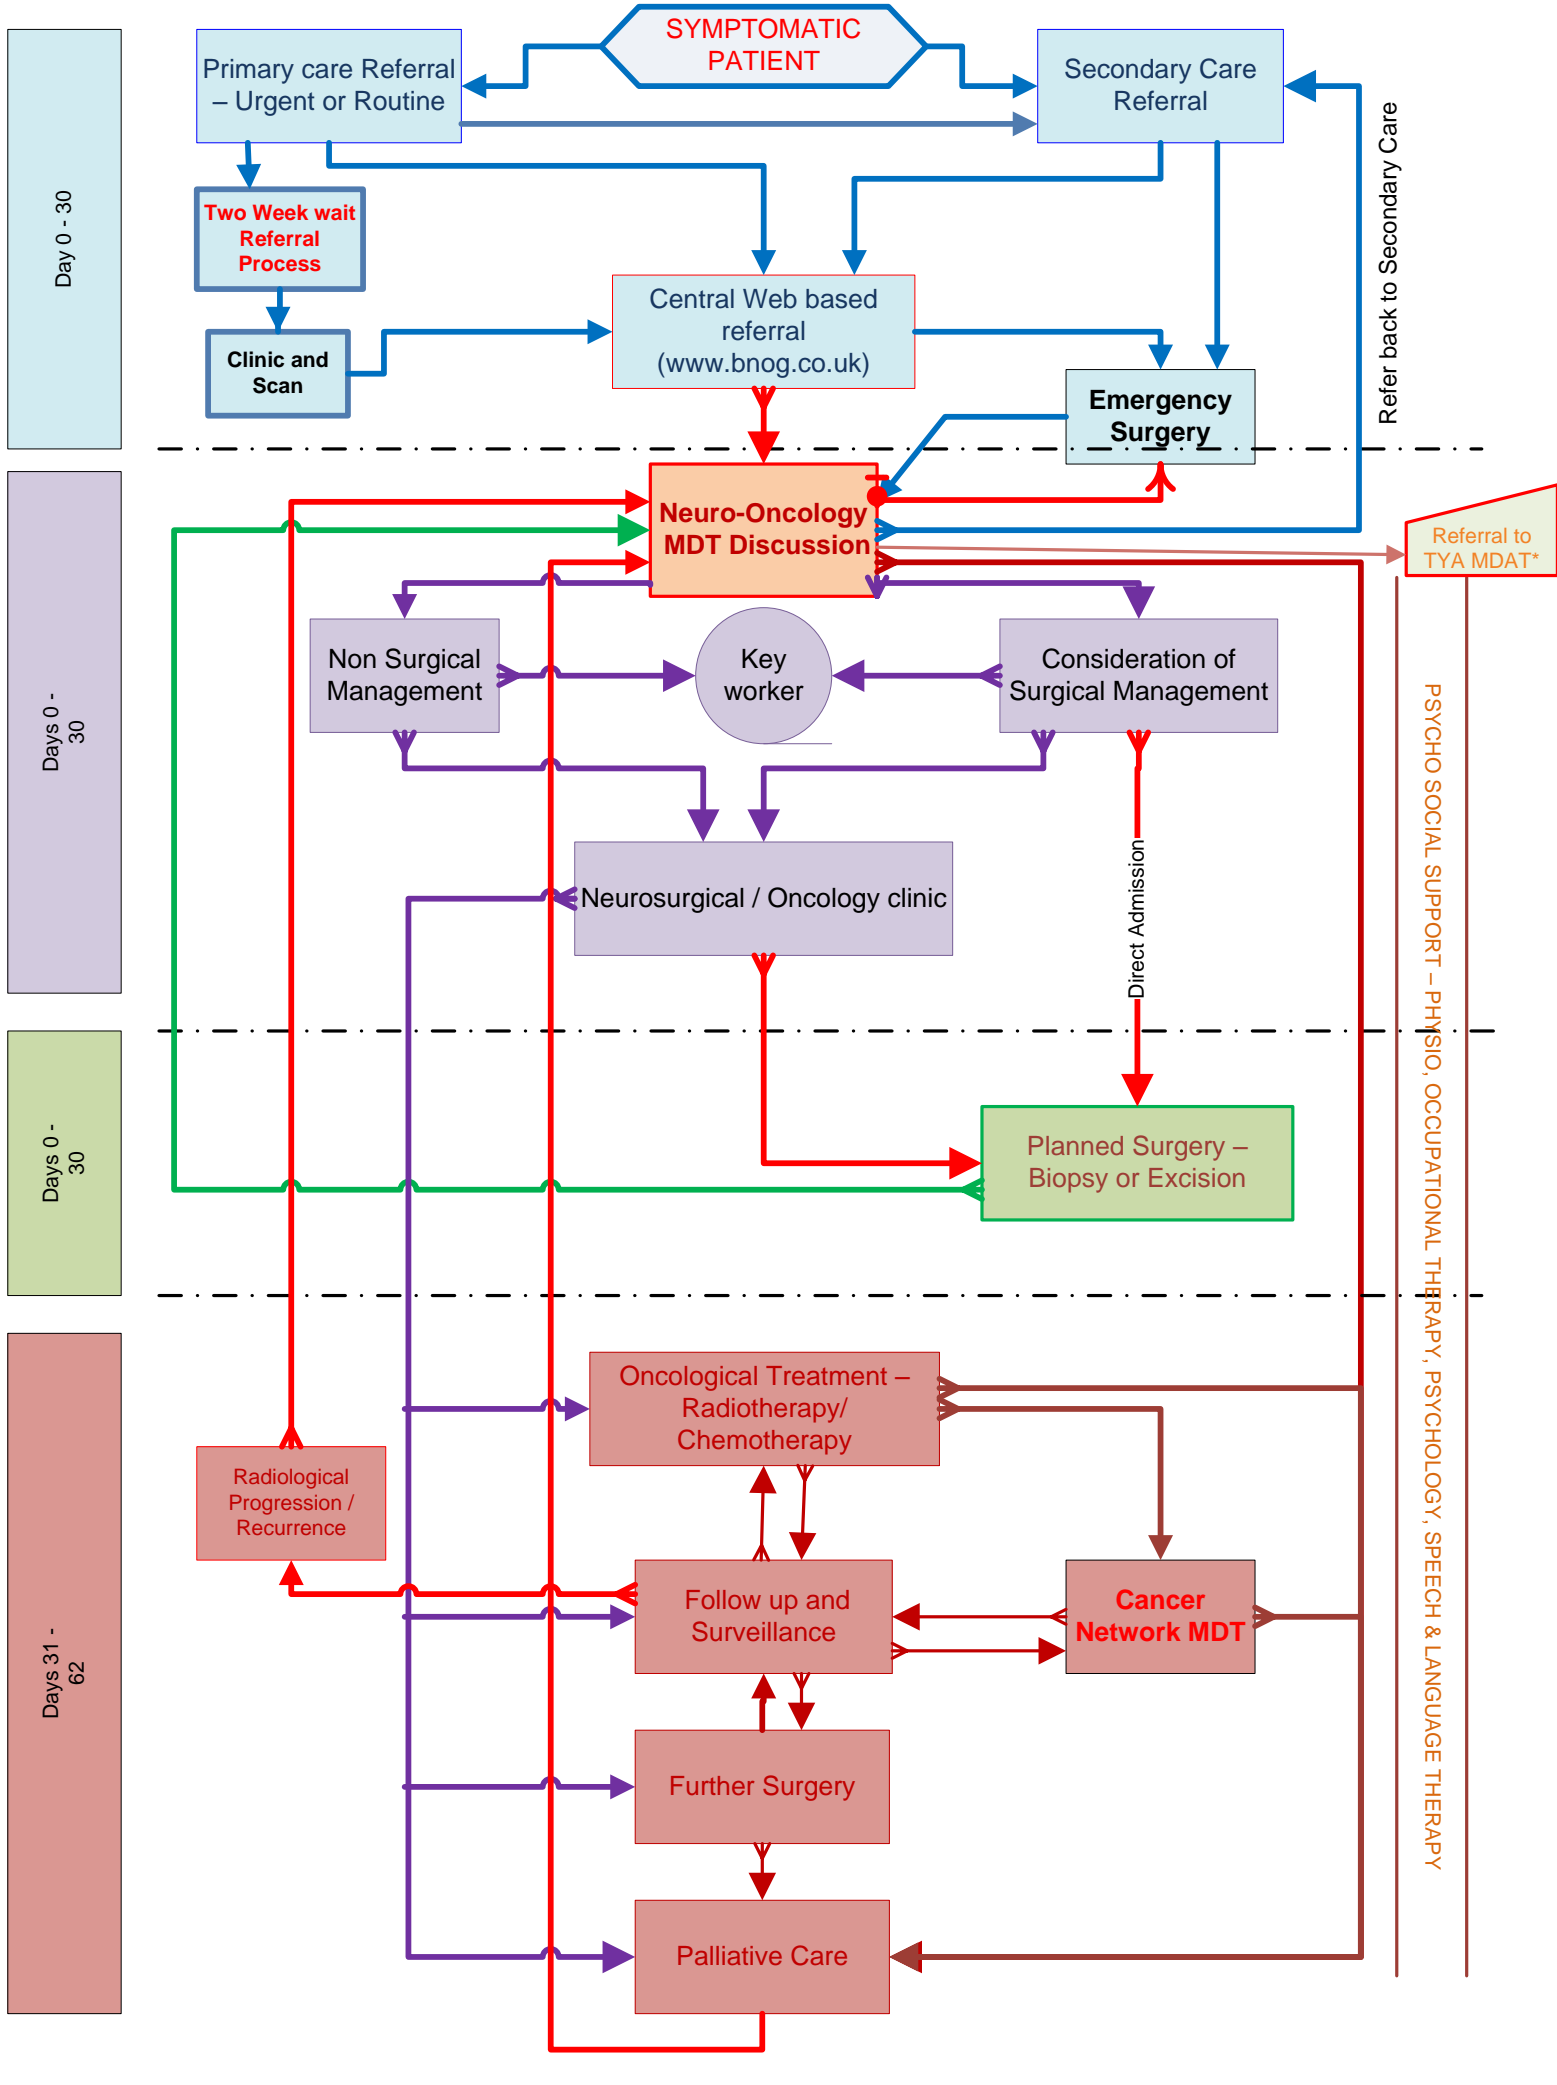 SYMPTOMATIC
PATIENT
Primary care Referral
– Urgent or Routine
Secondary Care
Referral
Day 0 - 30
Two Week wait
Referral
Process
Refer back to Secondary Care
Central Web based
referral
(www.bnog.co.uk)
Clinic and
Scan
Emergency
Surgery
Neuro-Oncology
MDT Discussion
Referral to
TYA MDAT*
Days 0 -
30
Non Surgical
Management
Key
worker
Consideration of
Surgical Management
Neurosurgical / Oncology clinic
Direct Admission
PSYCHO SOCIAL SUPPORT – PHYSIO, OCCUPATIONAL THERAPY, PSYCHOLOGY, SPEECH & LANGUAGE THERAPY
Days 0 -
30
Planned Surgery –
Biopsy or Excision
Days 31 -
62
Oncological Treatment –
Radiotherapy/
Chemotherapy
Radiological
Progression /
Recurrence
Follow up and
Surveillance
Cancer
Network MDT
Further Surgery
Palliative Care